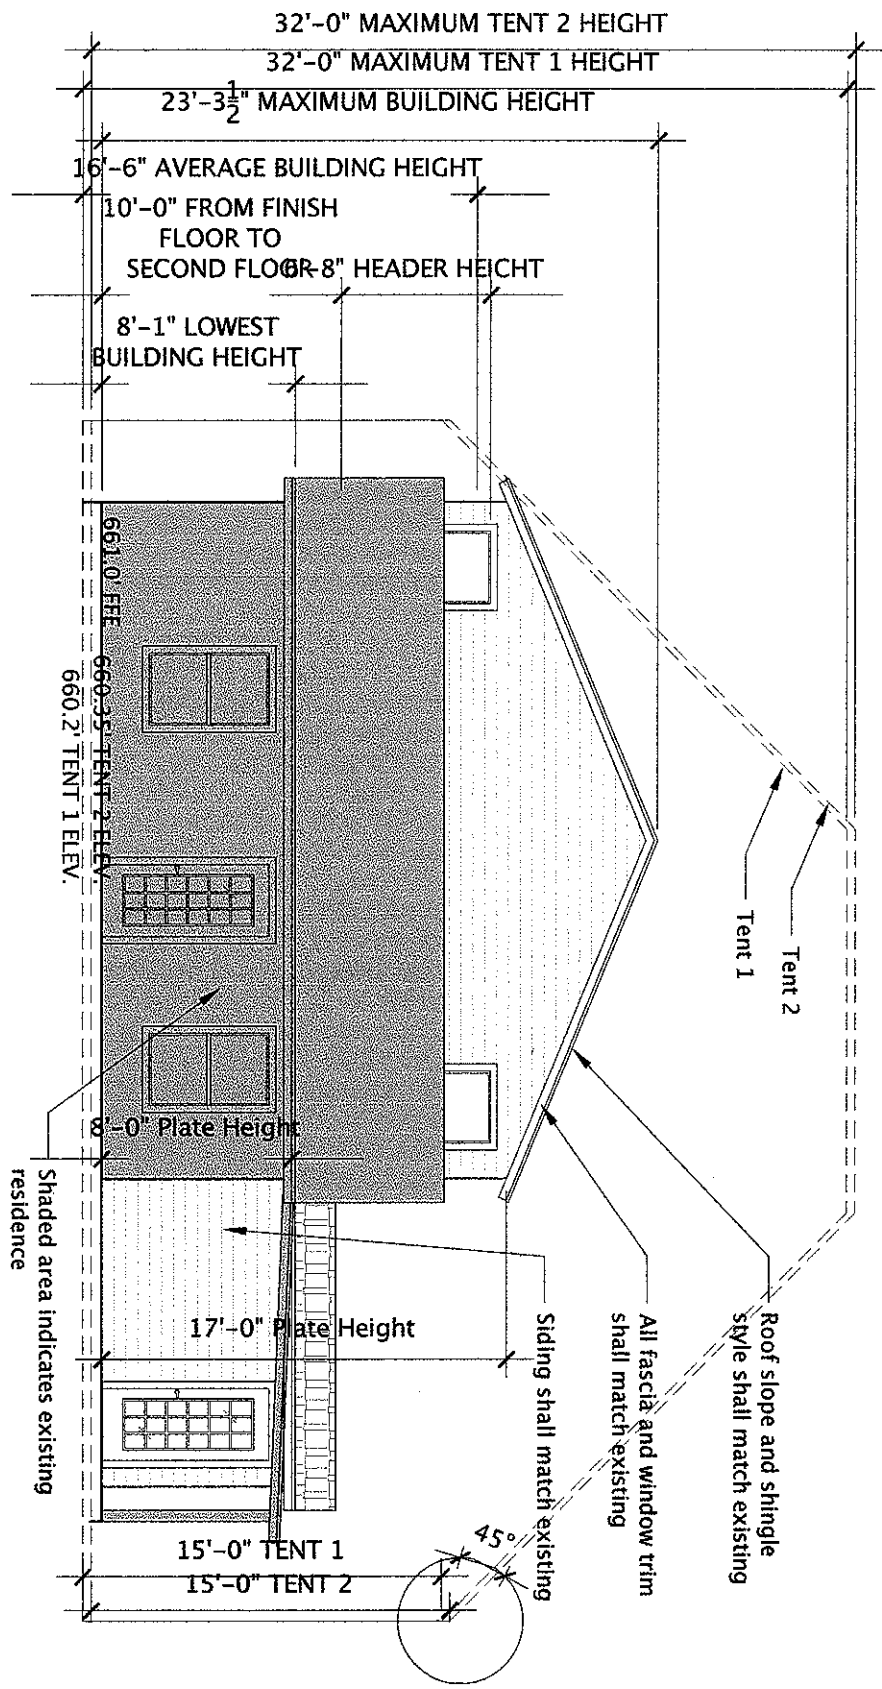 32'-0" MAXIMUM TENT 2 HEIGHT
32'-0" MAXIMUM TENT 1 HEIGHT
23'-3½" MAXIMUM BUILDING HEIGHT
16'-6" AVERAGE BUILDING HEIGHT
10'-0" FROM FINISH
FLOOR TO
SECOND FLOOR
6'-8" HEADER HEIGHT
8'-1" LOWEST
BUILDING HEIGHT
661.0' FFE
660.35' TENT 2 ELEV.
660.2' TENT 1 ELEV.
Tent 2
Tent 1
8'-0" Plate Height
Shaded area indicates existing
residence
17'-0" Plate Height
Roof slope and shingle
style shall match existing
All fascia and window trim
shall match existing
Siding shall match existing
45°
15'-0" TENT 1
15'-0" TENT 2